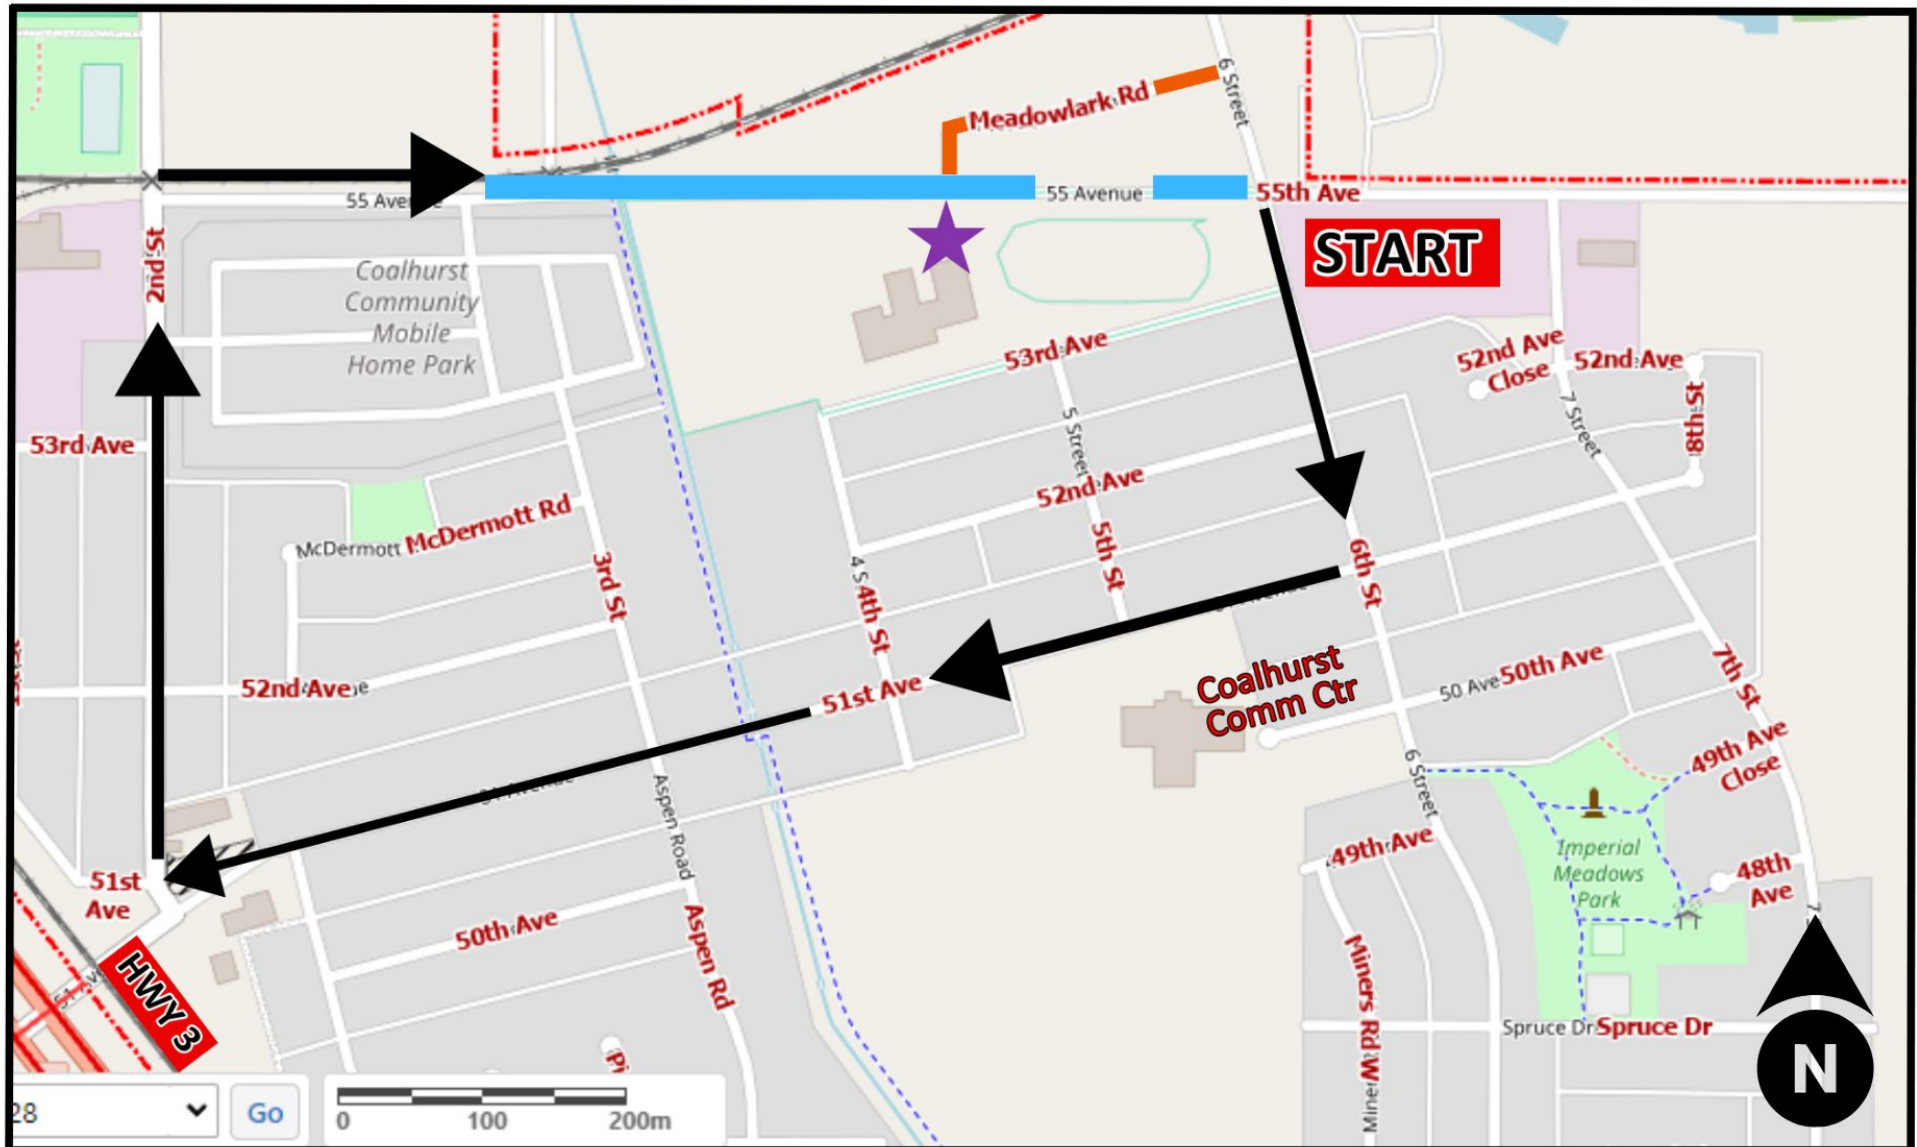 Meadowlark Rd
6 Street
55 Avenue
55th Ave
START
2nd St
Coalhurst
Community
Mobile
Home Park
53rd Ave
53rd Ave
52nd Ave
Close
52nd Ave
8th St
7 Street
5 Street
52nd Ave
5th St
McDermott
McDermott Rd
3rd St
4th St
6th St
52nd Ave
51st Ave
Coalhurst
Comm Ctr
50 Ave
50th Ave
7th St
49th Ave
Close
6 Street
Aspen Road
51st
Ave
50th Ave
Aspen Rd
49th Ave
Imperial
Meadows
Park
48th
Ave
7
HWY 3
Miners Rd W
Spruce Dr
Spruce Dr
N
28
Go
0
100
200m